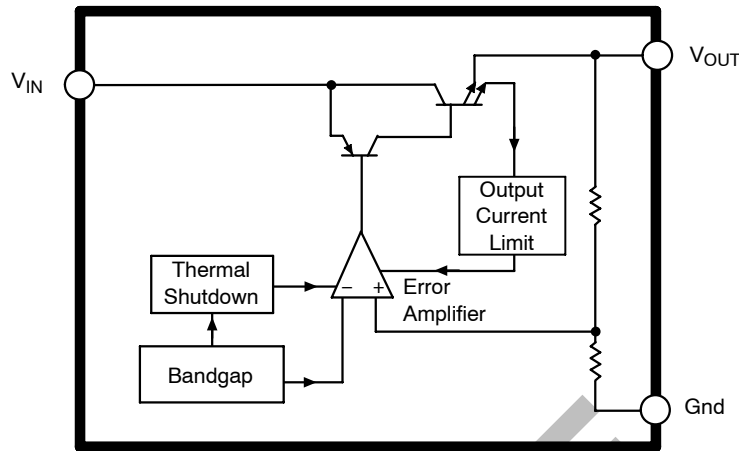 V_IN
V_OUT
Output
Current
Limit
Thermal
Shutdown
− +
Error
Amplifier
Bandgap
Gnd